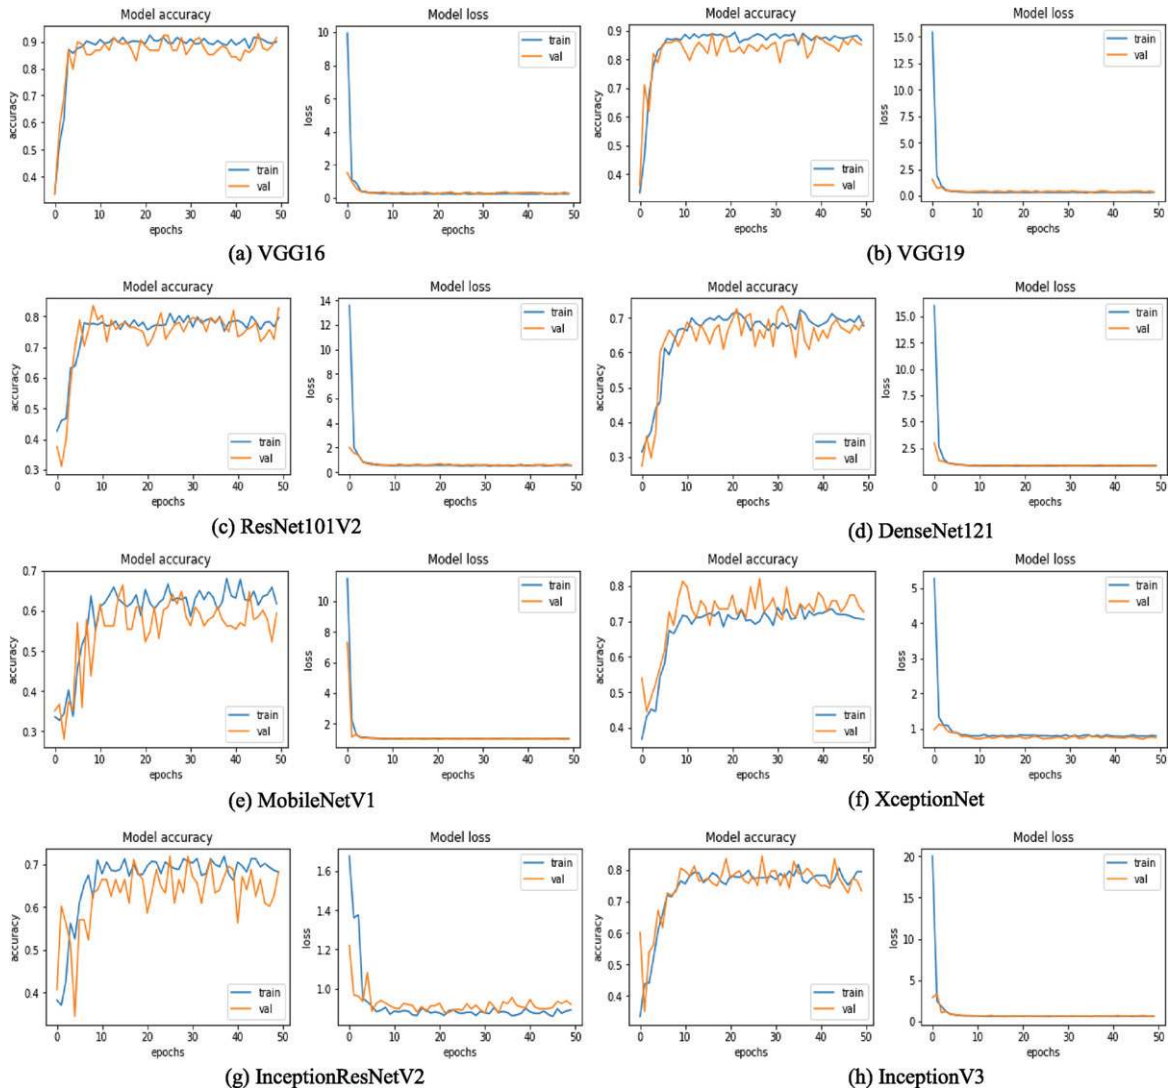 Model accuracy
Model loss
Model accuracy
Model loss
accuracy
0.9
0.8
0.7
0.6
0.5
0.4
train
val
0 10 20 30 40 50
epochs
loss
10
8
6
4
2
0
train
val
0 10 20 30 40 50
epochs
accuracy
0.9
0.8
0.7
0.6
0.5
0.4
train
val
0 10 20 30 40 50
epochs
loss
15.0
12.5
10.0
7.5
5.0
2.5
0.0
train
val
0 10 20 30 40 50
epochs
(a) VGG16
(b) VGG19
Model accuracy
Model loss
Model accuracy
Model loss
accuracy
0.8
0.7
0.6
0.5
0.4
0.3
train
val
0 10 20 30 40 50
epochs
loss
14
12
10
8
6
4
2
0
train
val
0 10 20 30 40 50
epochs
accuracy
0.7
0.6
0.5
0.4
0.3
train
val
0 10 20 30 40 50
epochs
loss
15.0
12.5
10.0
7.5
5.0
2.5
train
val
0 10 20 30 40 50
epochs
(c) ResNet101V2
(d) DenseNet121
Model accuracy
Model loss
Model accuracy
Model loss
accuracy
0.7
0.6
0.5
0.4
0.3
train
val
0 10 20 30 40 50
epochs
loss
10
8
6
4
2
train
val
0 10 20 30 40 50
epochs
accuracy
0.8
0.7
0.6
0.5
0.4
train
val
0 10 20 30 40 50
epochs
loss
5
4
3
2
1
train
val
0 10 20 30 40 50
epochs
(e) MobileNetV1
(f) XceptionNet
Model accuracy
Model loss
Model accuracy
Model loss
accuracy
0.7
0.6
0.5
0.4
train
val
0 10 20 30 40 50
epochs
loss
1.6
1.4
1.2
1.0
train
val
0 10 20 30 40 50
epochs
accuracy
0.8
0.7
0.6
0.5
0.4
train
val
0 10 20 30 40 50
epochs
loss
20
15
10
5
0
train
val
0 10 20 30 40 50
epochs
(g) InceptionResNetV2
(h) InceptionV3